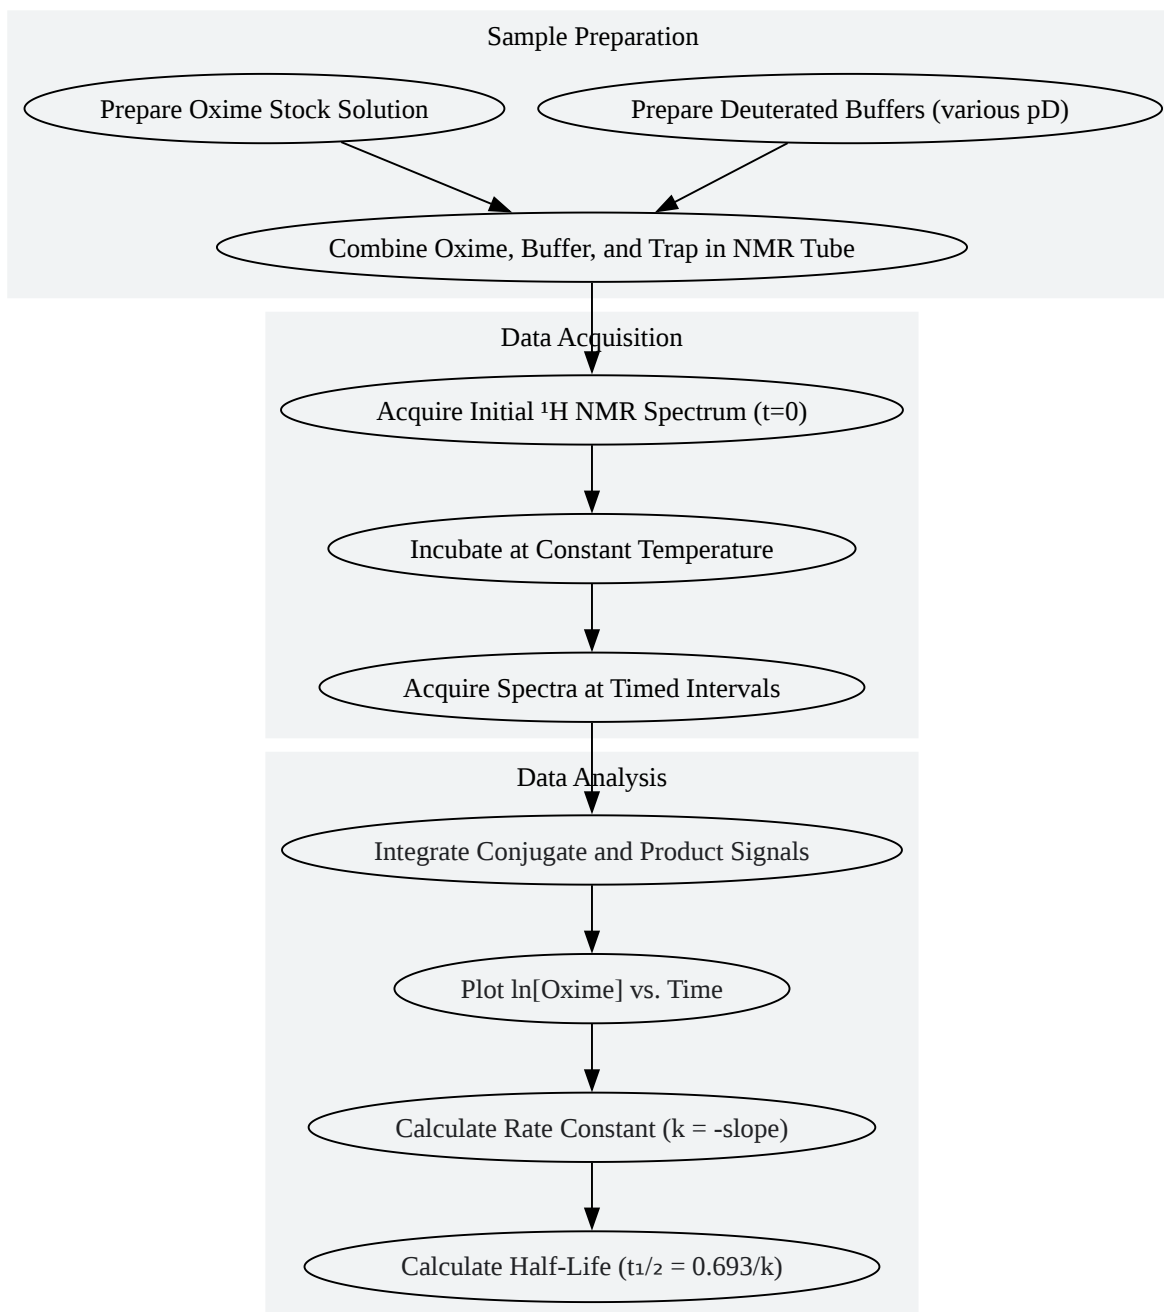 Sample Preparation
Prepare Oxime Stock Solution
Prepare Deuterated Buffers (various pD)
Combine Oxime, Buffer, and Trap in NMR Tube
Data Acquisition
Acquire Initial ¹H NMR Spectrum (t=0)
Incubate at Constant Temperature
Acquire Spectra at Timed Intervals
Data Analysis
Integrate Conjugate and Product Signals
Plot ln[Oxime] vs. Time
Calculate Rate Constant (k = -slope)
Calculate Half-Life (t₁/₂ = 0.693/k)